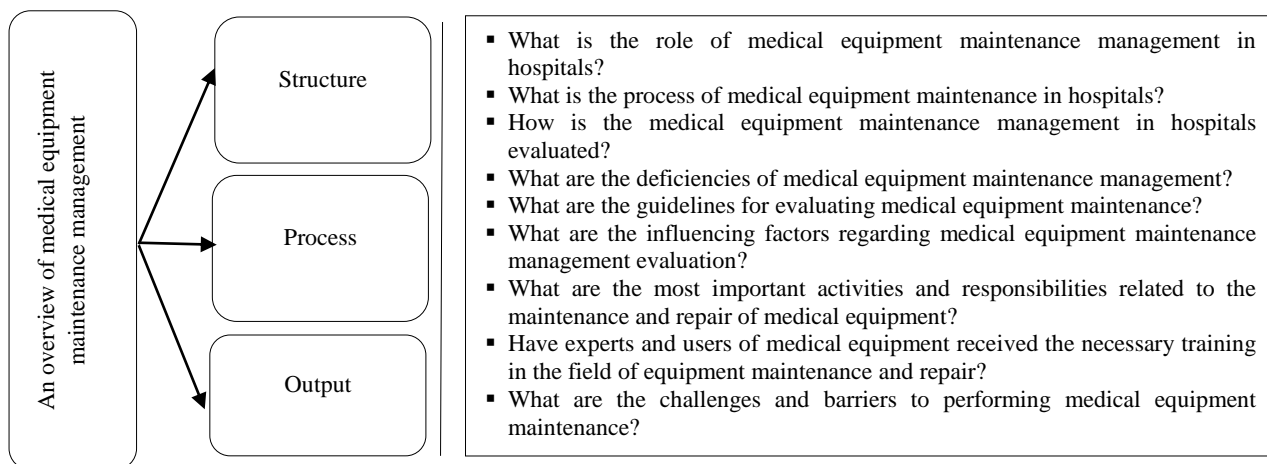 An overview of medical equipment
maintenance management
Structure
Process
Output
▪ What is the role of medical equipment maintenance management in
hospitals?
▪ What is the process of medical equipment maintenance in hospitals?
▪ How is the medical equipment maintenance management in hospitals
evaluated?
▪ What are the deficiencies of medical equipment maintenance management?
▪ What are the guidelines for evaluating medical equipment maintenance?
▪ What are the influencing factors regarding medical equipment maintenance
management evaluation?
▪ What are the most important activities and responsibilities related to the
maintenance and repair of medical equipment?
▪ Have experts and users of medical equipment received the necessary training
in the field of equipment maintenance and repair?
▪ What are the challenges and barriers to performing medical equipment
maintenance?